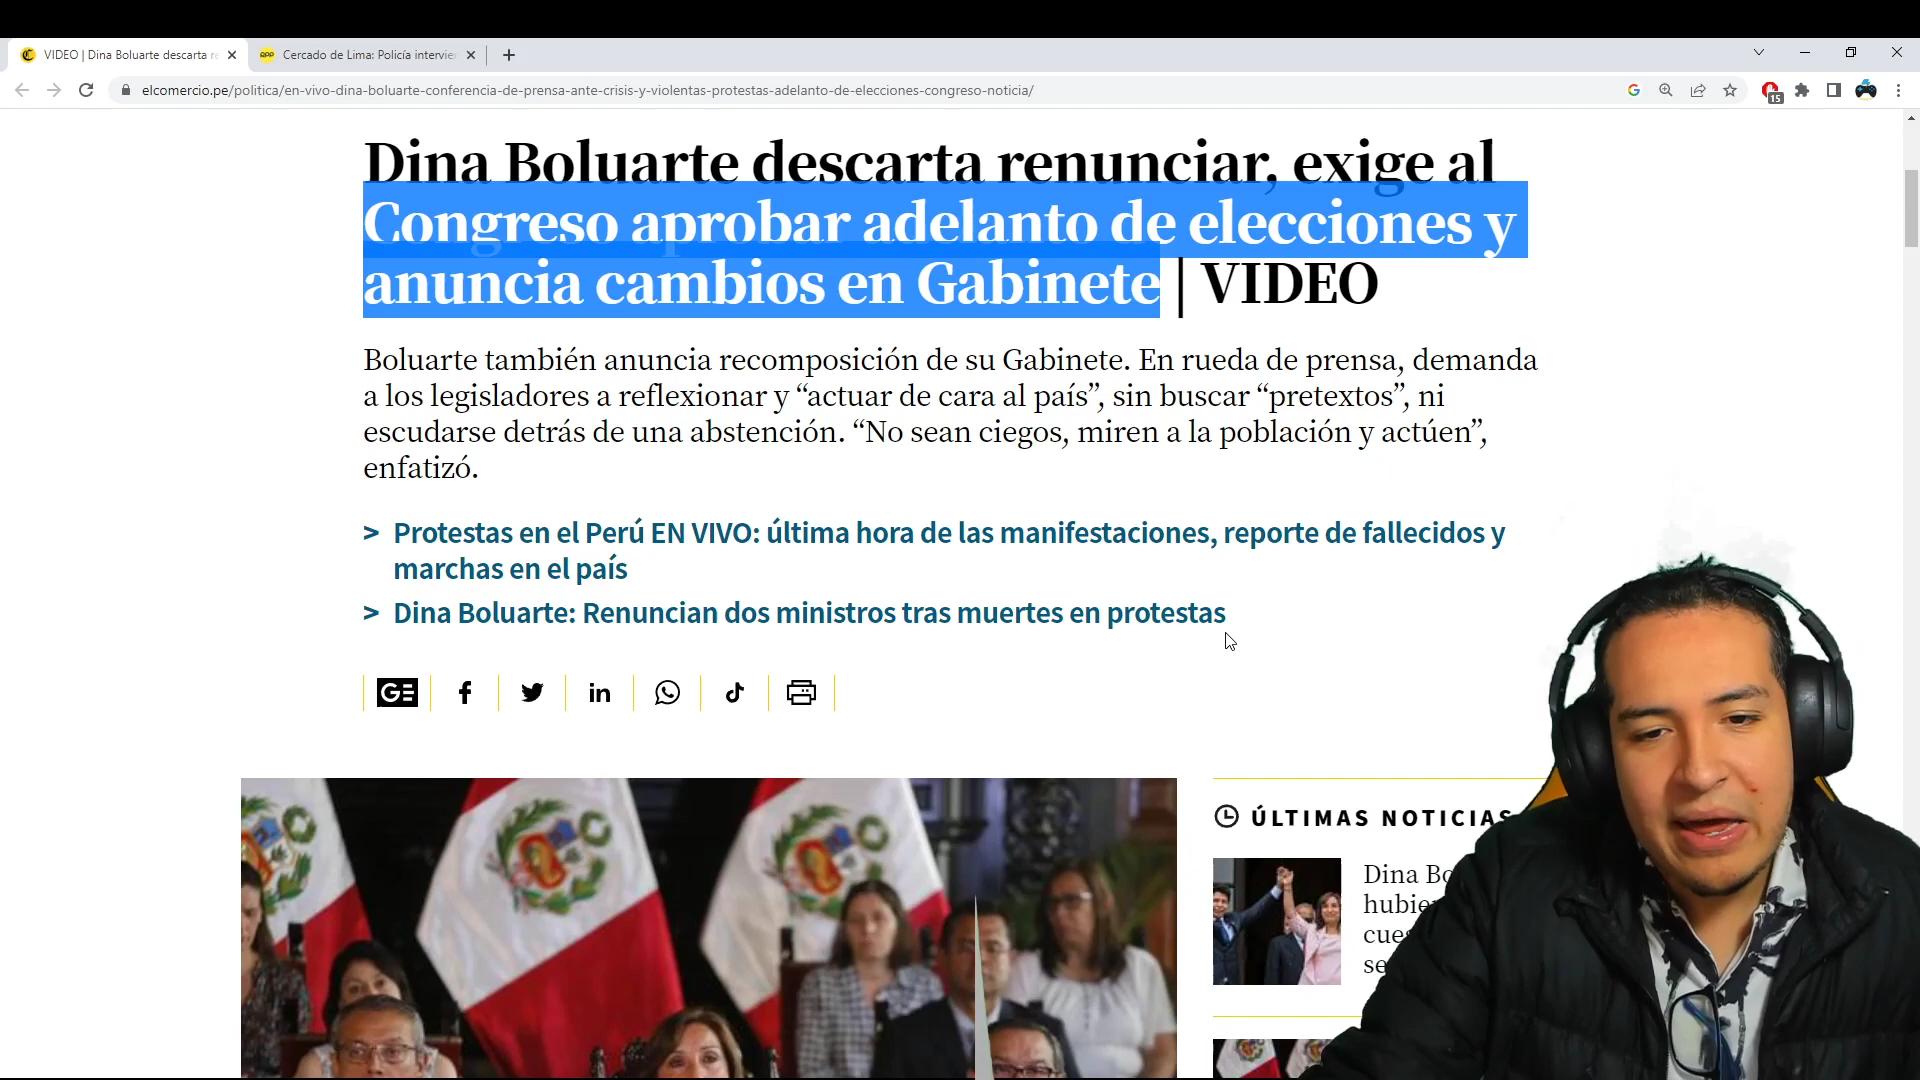 VIDEO | Dina Boluarte descarta re
Cercado de Lima: Policía intervie
elcomercio.pe/politica/en-vivo-dina-boluarte-conferencia-de-prensa-ante-crisis-y-violentas-protestas-adelanto-de-elecciones-congreso-noticia/
15
Dina Boluarte descarta renunciar, exige al
Congreso aprobar adelanto de elecciones y
anuncia cambios en Gabinete | VIDEO
Boluarte también anuncia recomposición de su Gabinete. En rueda de prensa, demanda
a los legisladores a reflexionar y “actuar de cara al país”, sin buscar “pretextos”, ni
escudarse detrás de una abstención. “No sean ciegos, miren a la población y actúen”,
enfatizó.
> Protestas en el Perú EN VIVO: última hora de las manifestaciones, reporte de fallecidos y
marchas en el país
> Dina Boluarte: Renuncian dos ministros tras muertes en protestas
ÚLTIMAS NOTICIAS
Dina Bo
hubie
cues
se